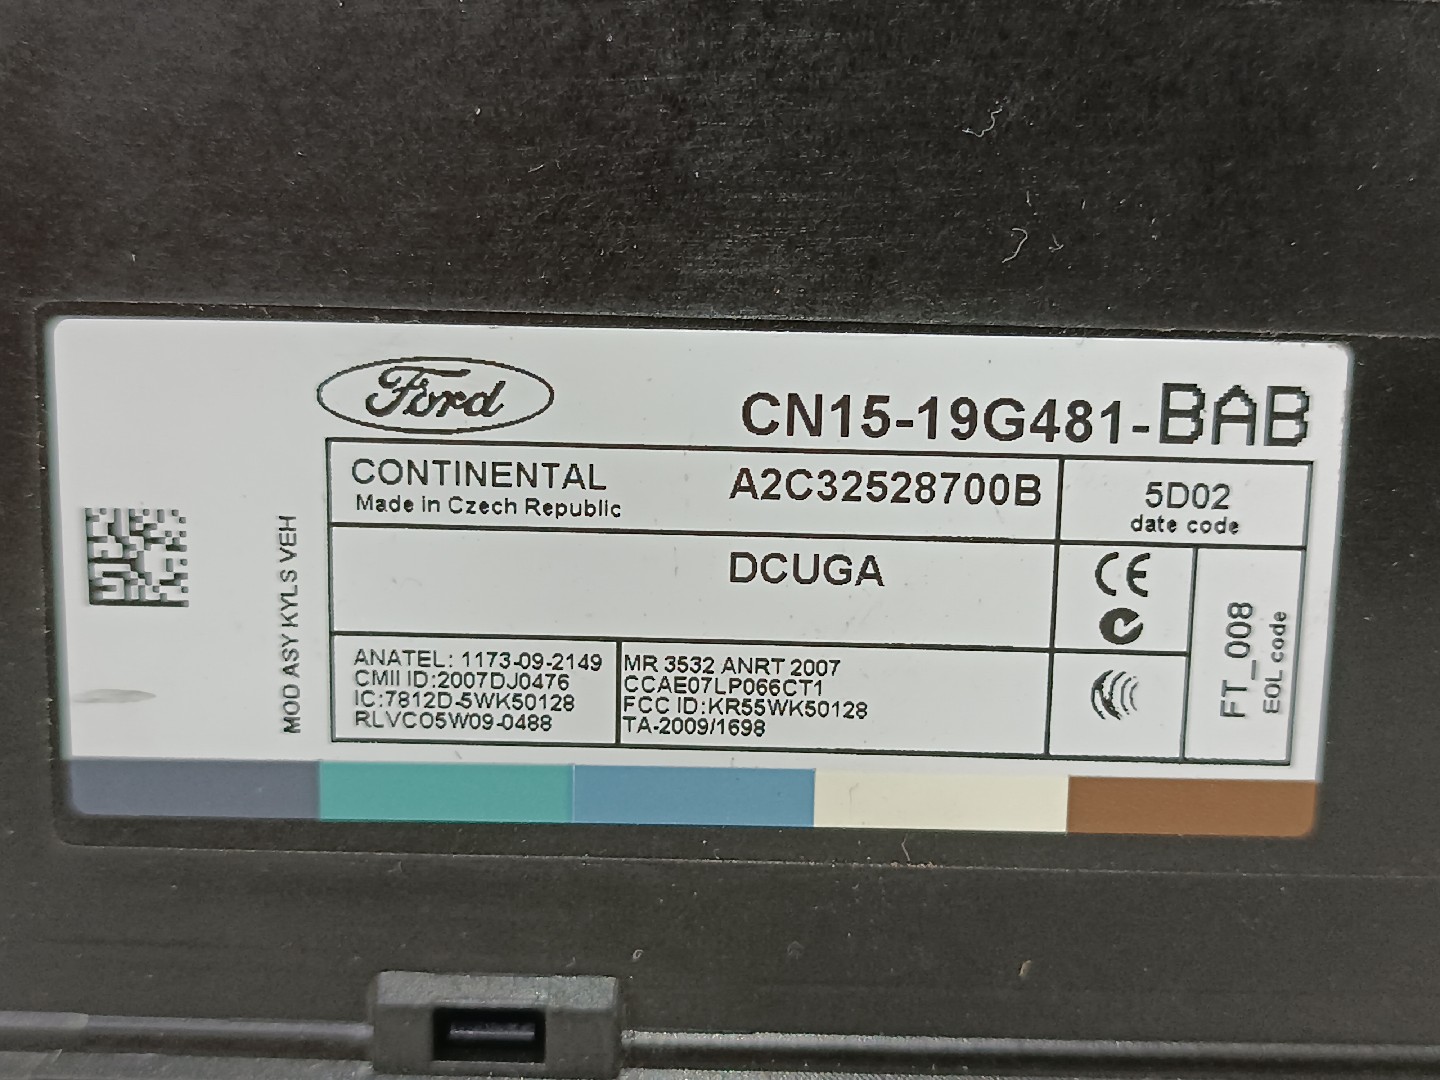 Ford
CN15-19G481-BAB
CONTINENTAL
Made in Czech Republic
A2C32528700B
5D02
date code
DCUGA
CE
MOD ASY KYLS VEH
ANATEL: 1173-09-2149
CMII ID:2007DJ0476
IC:7812D-5WK50128
RLVCO5W09-0488
MR 3532 ANRT 2007
CCAE07LP066CT1
FCC ID:KR55WK50128
TA-2009/1698
FT_008
EOL code